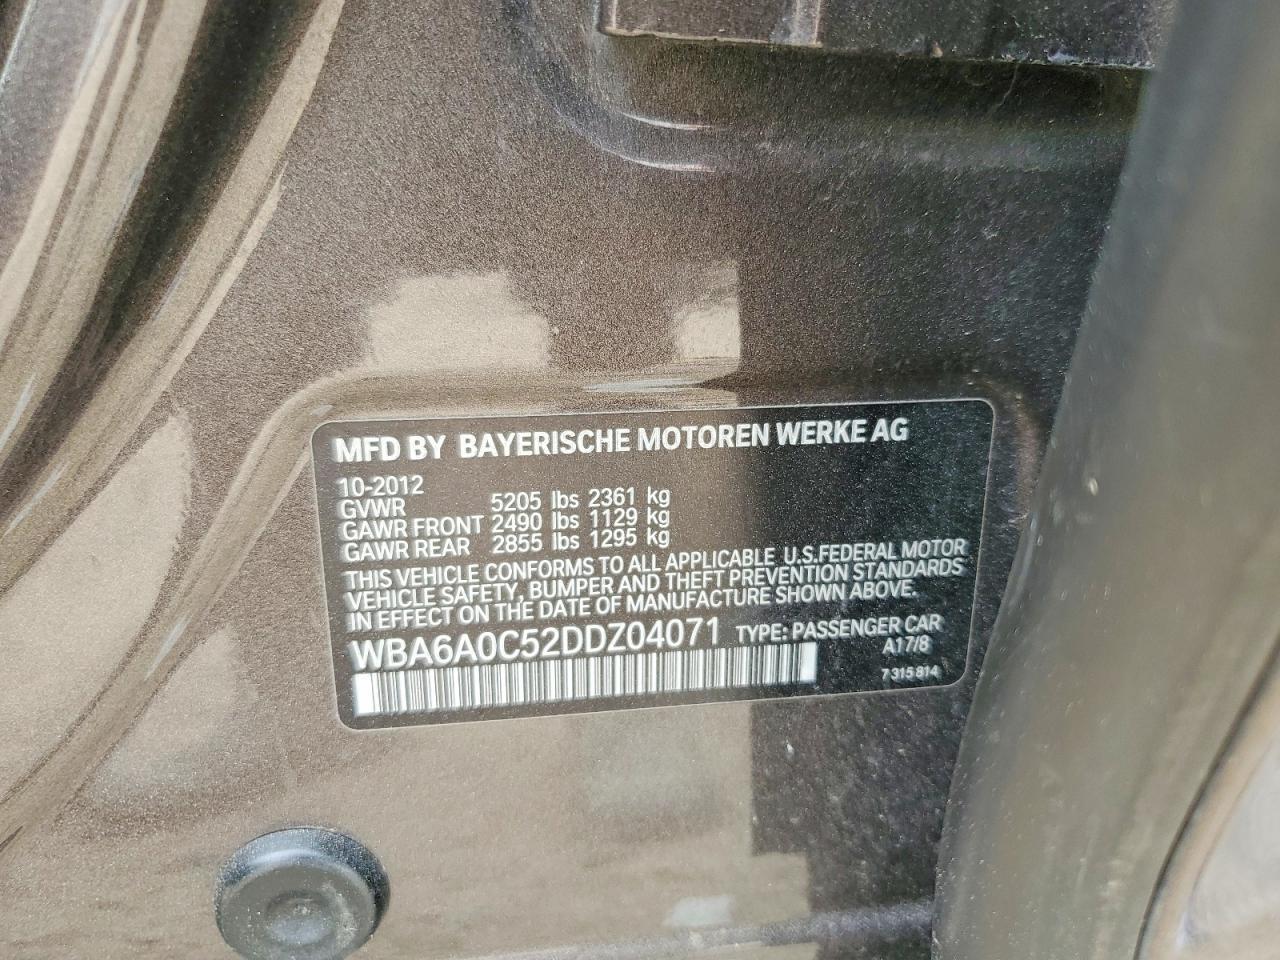 MFD BY BAYERISCHE MOTOREN WERKE AG
10-2012
GVWR 5205 lbs 2361 kg
GAWR FRONT 2490 lbs 1129 kg
GAWR REAR 2855 lbs 1295 kg
THIS VEHICLE CONFORMS TO ALL APPLICABLE U.S.FEDERAL MOTOR
VEHICLE SAFETY, BUMPER AND THEFT PREVENTION STANDARDS
IN EFFECT ON THE DATE OF MANUFACTURE SHOWN ABOVE.
WBA6A0C52DDZ04071 TYPE: PASSENGER CAR
A17/8
7 315 814